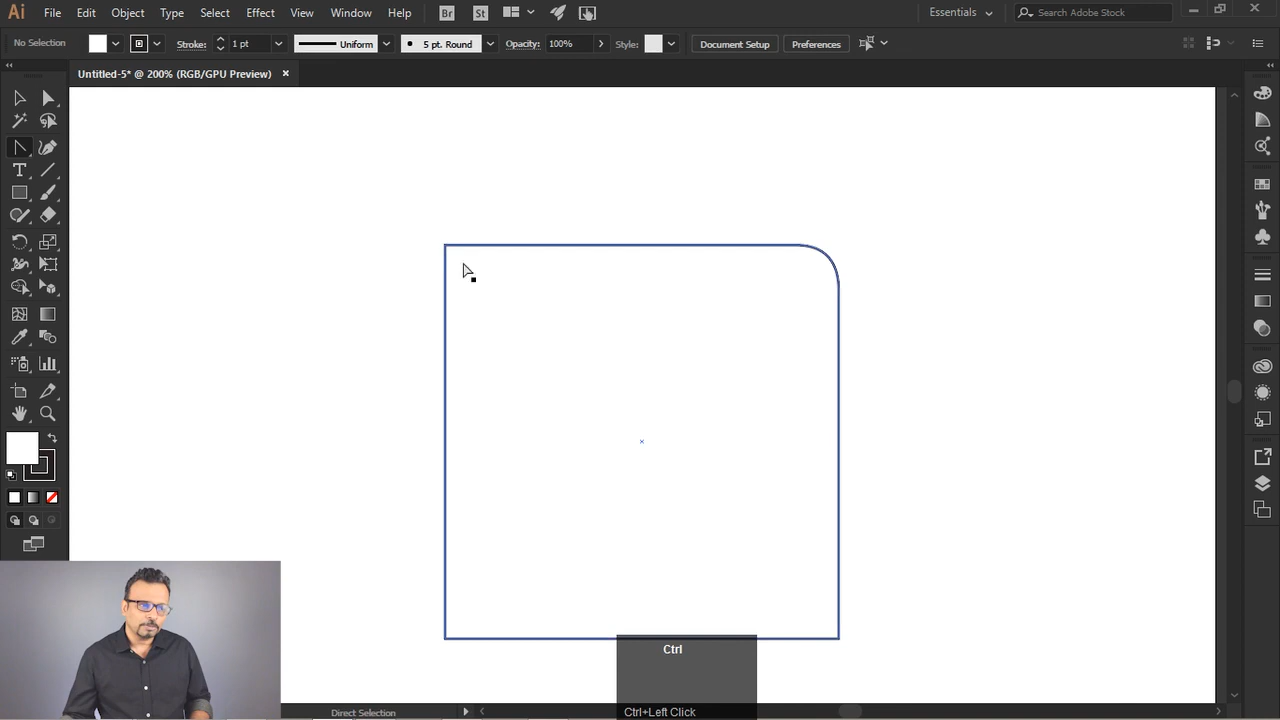 Ai File Edit Object Type Select Effect View Window Help Br St Essentials Search Adobe Stock
No Selection Stroke: 1 pt Uniform 5 pt. Round Opacity: 100% Style: Document Setup Preferences
Untitled-5* @ 200% (RGB/GPU Preview)
T
Ctrl
Ctrl+Left Click
Direct Selection